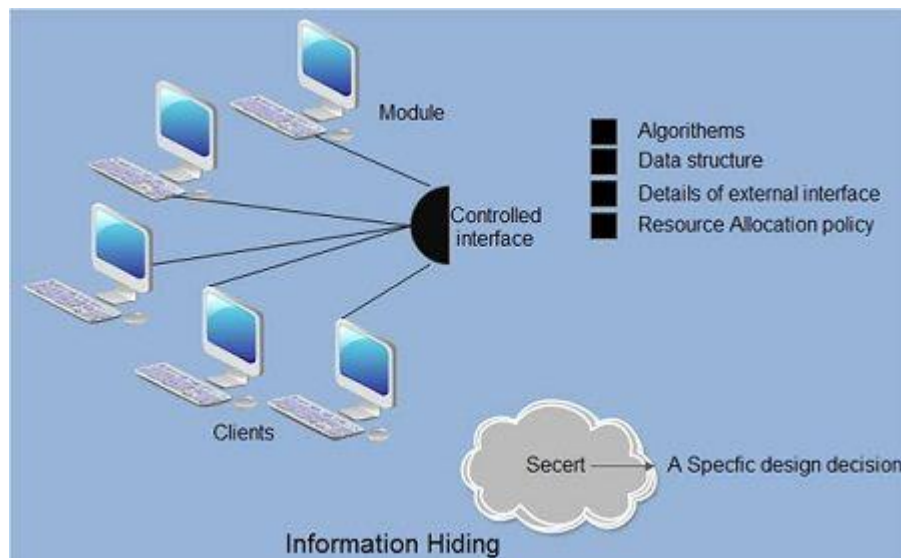 Module
Algorithems
Data structure
Details of external interface
Resource Allocation policy
Controlled
interface
Clients
Secert
A Specfic design decision
Information Hiding